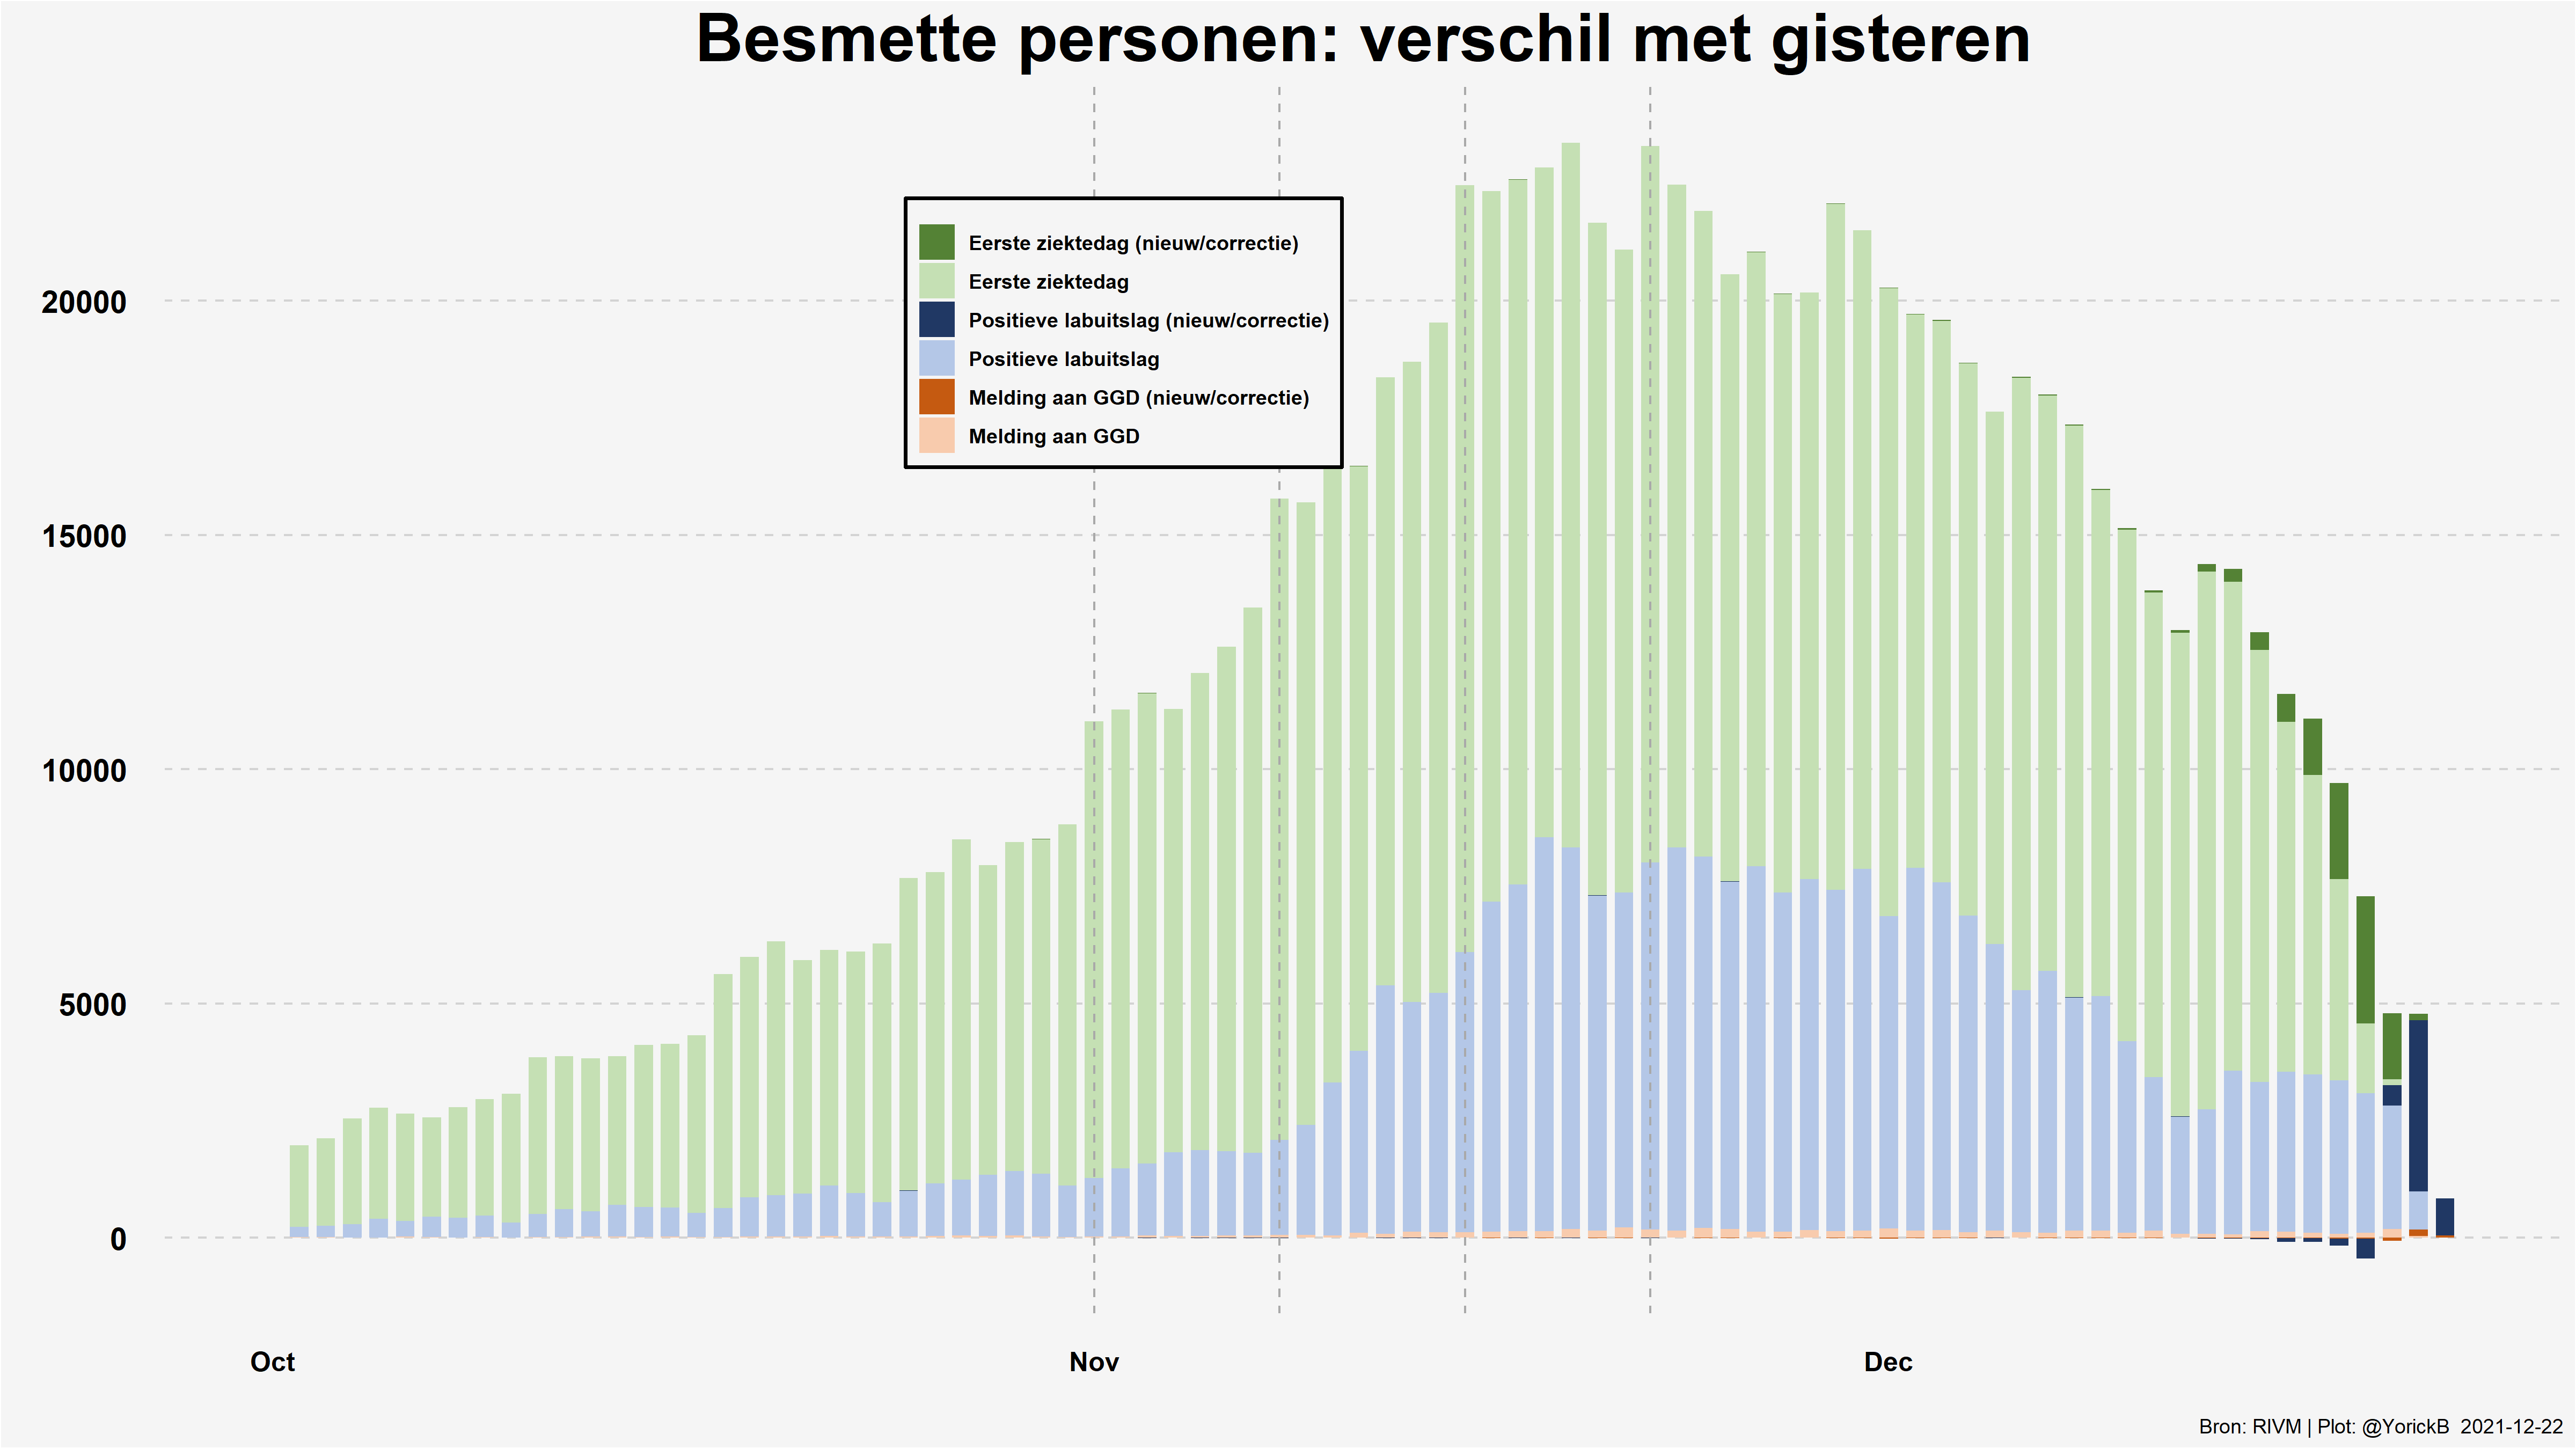 Besmette personen: verschil met gisteren
Eerste ziektedag (nieuw/correctie)
Eerste ziektedag
Positieve labuitslag (nieuw/correctie)
Positieve labuitslag
Melding aan GGD (nieuw/correctie)
Melding aan GGD
20000
15000
10000
5000
0
Oct
Nov
Dec
Bron: RIVM | Plot: @YorickB  2021-12-22